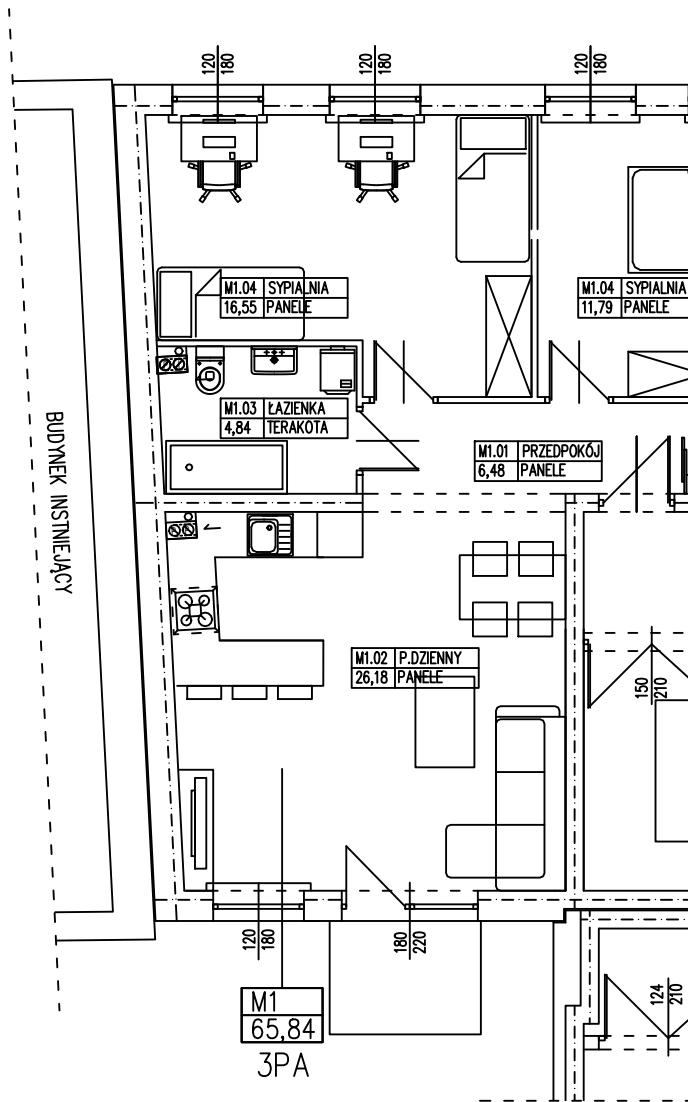 120
180
120
180
120
180
M1.04 SYPIALNIA
16,55 PANELE
M1.04 SYPIALNIA
11,79 PANELE
M1.03 ŁAZIENKA
4,84 TERAKOTA
M1.01 PRZEDPOKÓJ
6,48 PANELE
BUDYNEK INSTNIEJĄCY
M1.02 P.DZIENNY
26,18 PANELE
150
210
120
180
180
220
124
210
M1
65,84
3PA